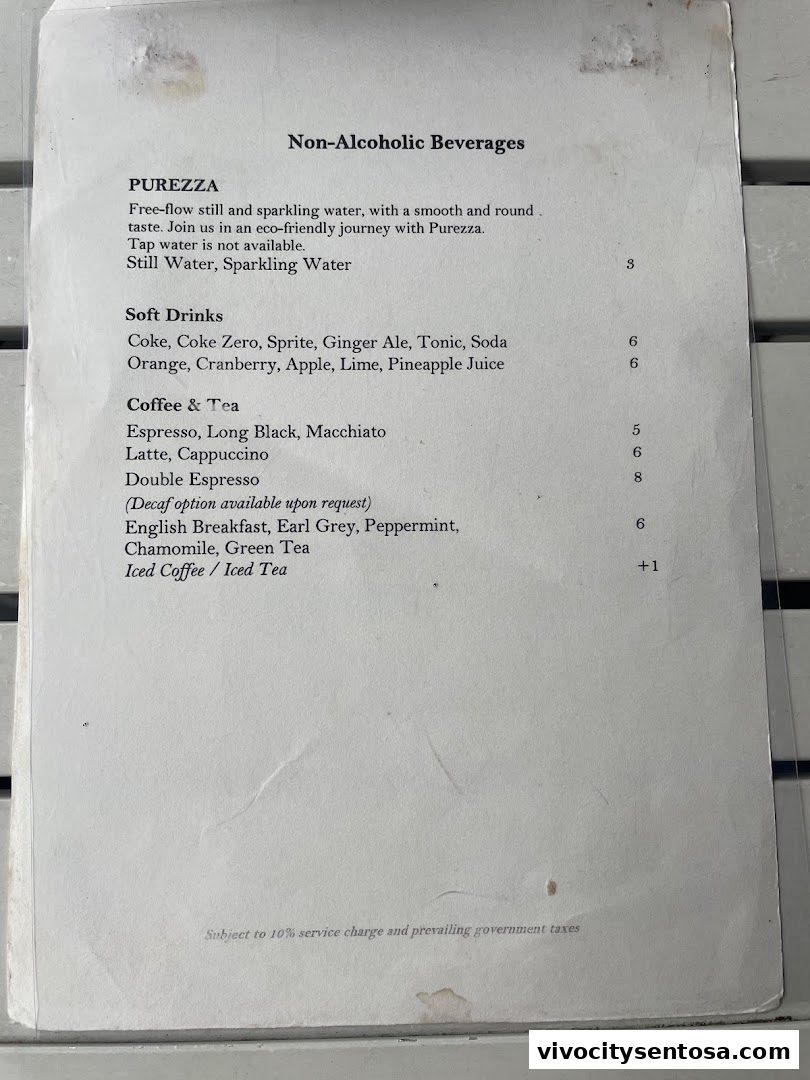 Non-Alcoholic Beverages
PUREZZA
Free-flow still and sparkling water, with a smooth and round
taste. Join us in an eco-friendly journey with Purezza.
Tap water is not available.
Still Water, Sparkling Water 3
Soft Drinks
Coke, Coke Zero, Sprite, Ginger Ale, Tonic, Soda 6
Orange, Cranberry, Apple, Lime, Pineapple Juice 6
Coffee & Tea
Espresso, Long Black, Macchiato 5
Latte, Cappuccino 6
Double Espresso 8
(Decaf option available upon request)
English Breakfast, Earl Grey, Peppermint, 6
Chamomile, Green Tea
Iced Coffee / Iced Tea +1
Subject to 10% service charge and prevailing government taxes
vivocitysentosa.com